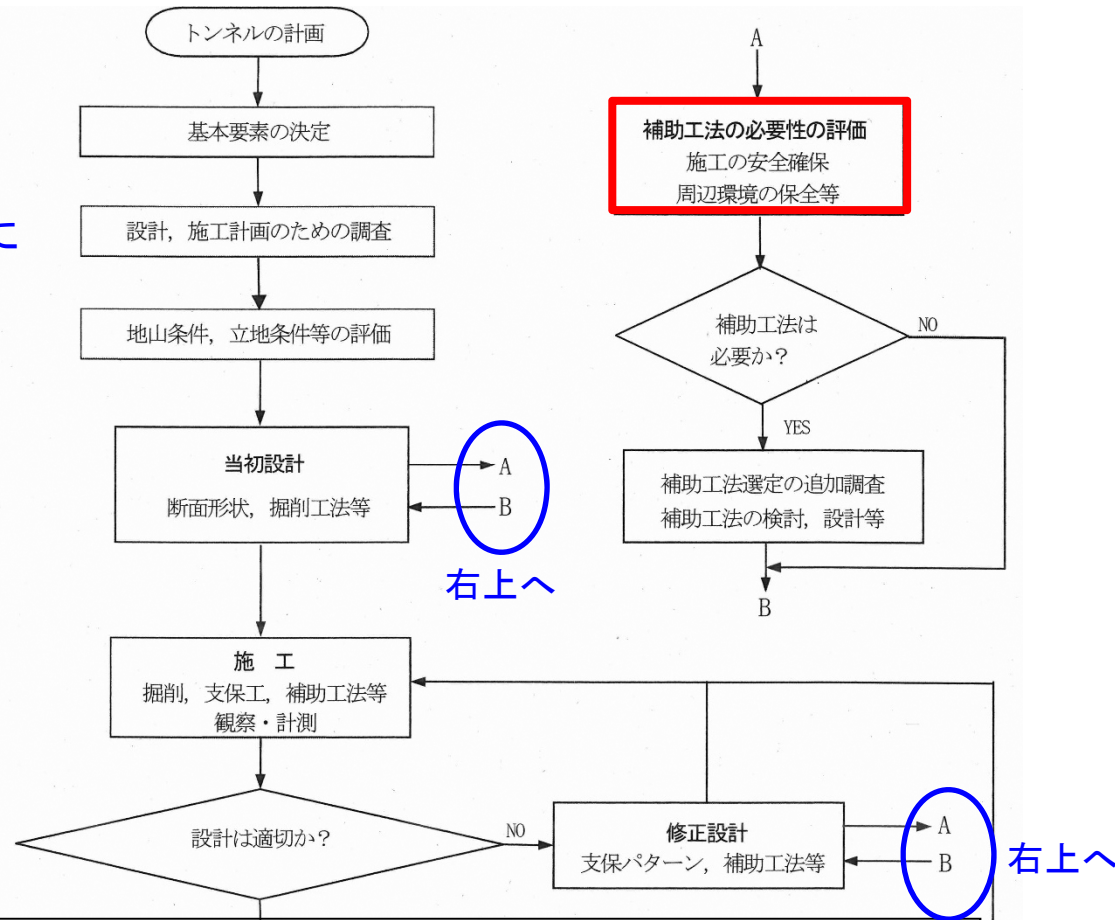 トンネルの計画
基本要素の決定
設計，施工計画のための調査
に
地山条件，立地条件等の評価
当初設計
断面形状，掘削工法等
A
B
右上へ
施　工
掘削，支保工，補助工法等
観察・計測
設計は適切か？
NO
修正設計
支保パターン，補助工法等
A
B
右上へ
A
補助工法の必要性の評価
施工の安全確保
周辺環境の保全等
補助工法は
必要か？
NO
YES
補助工法選定の追加調査
補助工法の検討，設計等
B